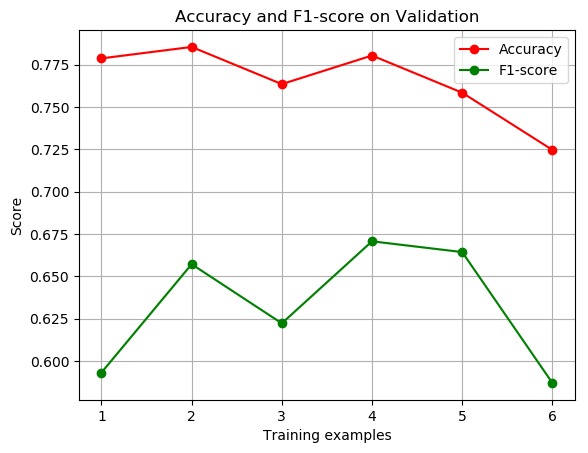 Accuracy and F1-score on Validation
Accuracy
F1-score
0.775
0.750
0.725
0.700
0.675
0.650
0.625
0.600
Score
1 2 3 4 5 6
Training examples